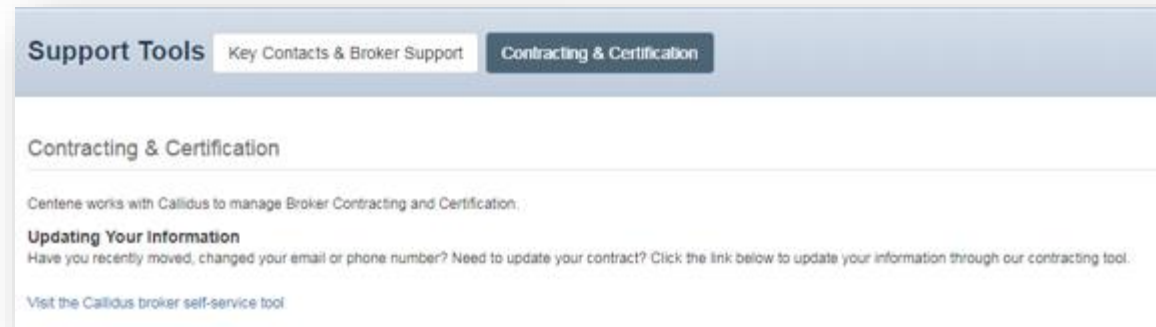 Support Tools Key Contacts & Broker Support Contracting & Certification
Contracting & Certification
Centene works with Callidus to manage Broker Contracting and Certification.
Updating Your Information
Have you recently moved, changed your email or phone number? Need to update your contract? Click the link below to update your information through our contracting tool.
Visit the Callidus broker self-service tool